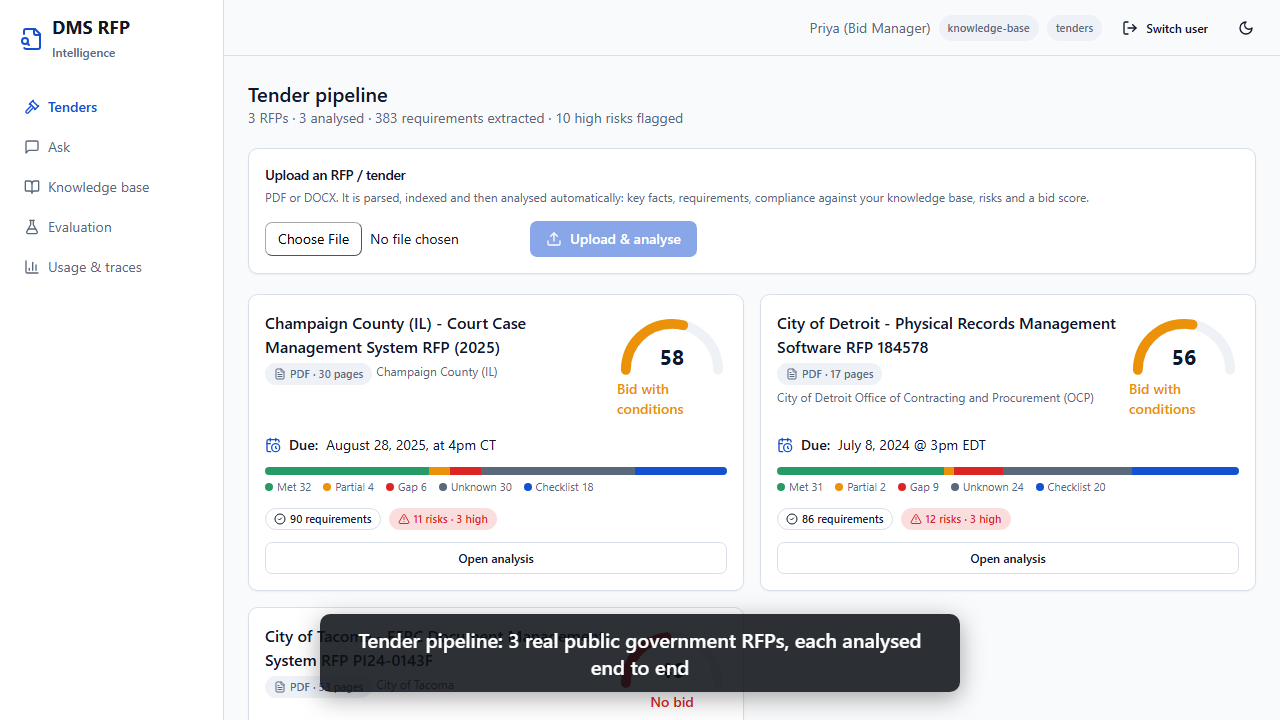 DMS RFP
Intelligence
Tenders
Ask
Knowledge base
Evaluation
Usage & traces
Priya (Bid Manager)
knowledge-base
tenders
Switch user
Tender pipeline
3 RFPs · 3 analysed · 383 requirements extracted · 10 high risks flagged
Upload an RFP / tender
PDF or DOCX. It is parsed, indexed and then analysed automatically: key facts, requirements, compliance against your knowledge base, risks and a bid score.
Choose File No file chosen
Upload & analyse
Champaign County (IL) - Court Case
Management System RFP (2025)
PDF · 30 pages
Champaign County (IL)
58
Bid with
conditions
Due: August 28, 2025, at 4pm CT
Met 32 Partial 4 Gap 6 Unknown 30 Checklist 18
90 requirements
11 risks · 3 high
Open analysis
City of Detroit - Physical Records Management
Software RFP 184578
PDF · 17 pages
City of Detroit Office of Contracting and Procurement (OCP)
56
Bid with
conditions
Due: July 8, 2024 @ 3pm EDT
Met 31 Partial 2 Gap 9 Unknown 24 Checklist 20
86 requirements
12 risks · 3 high
Open analysis
City of Tacoma
System RFP PI24-0143F
PDF · 53 pages
City of Tacoma
No bid
Tender pipeline: 3 real public government RFPs, each analysed
end to end